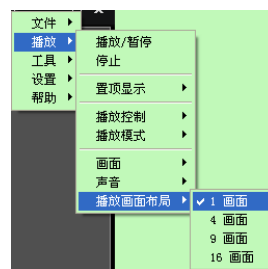 文件
播放
工具
设置
帮助
播放/暂停
停止
置顶显示
播放控制
播放模式
画面
声音
播放画面布局
1 画面
4 画面
9 画面
16 画面